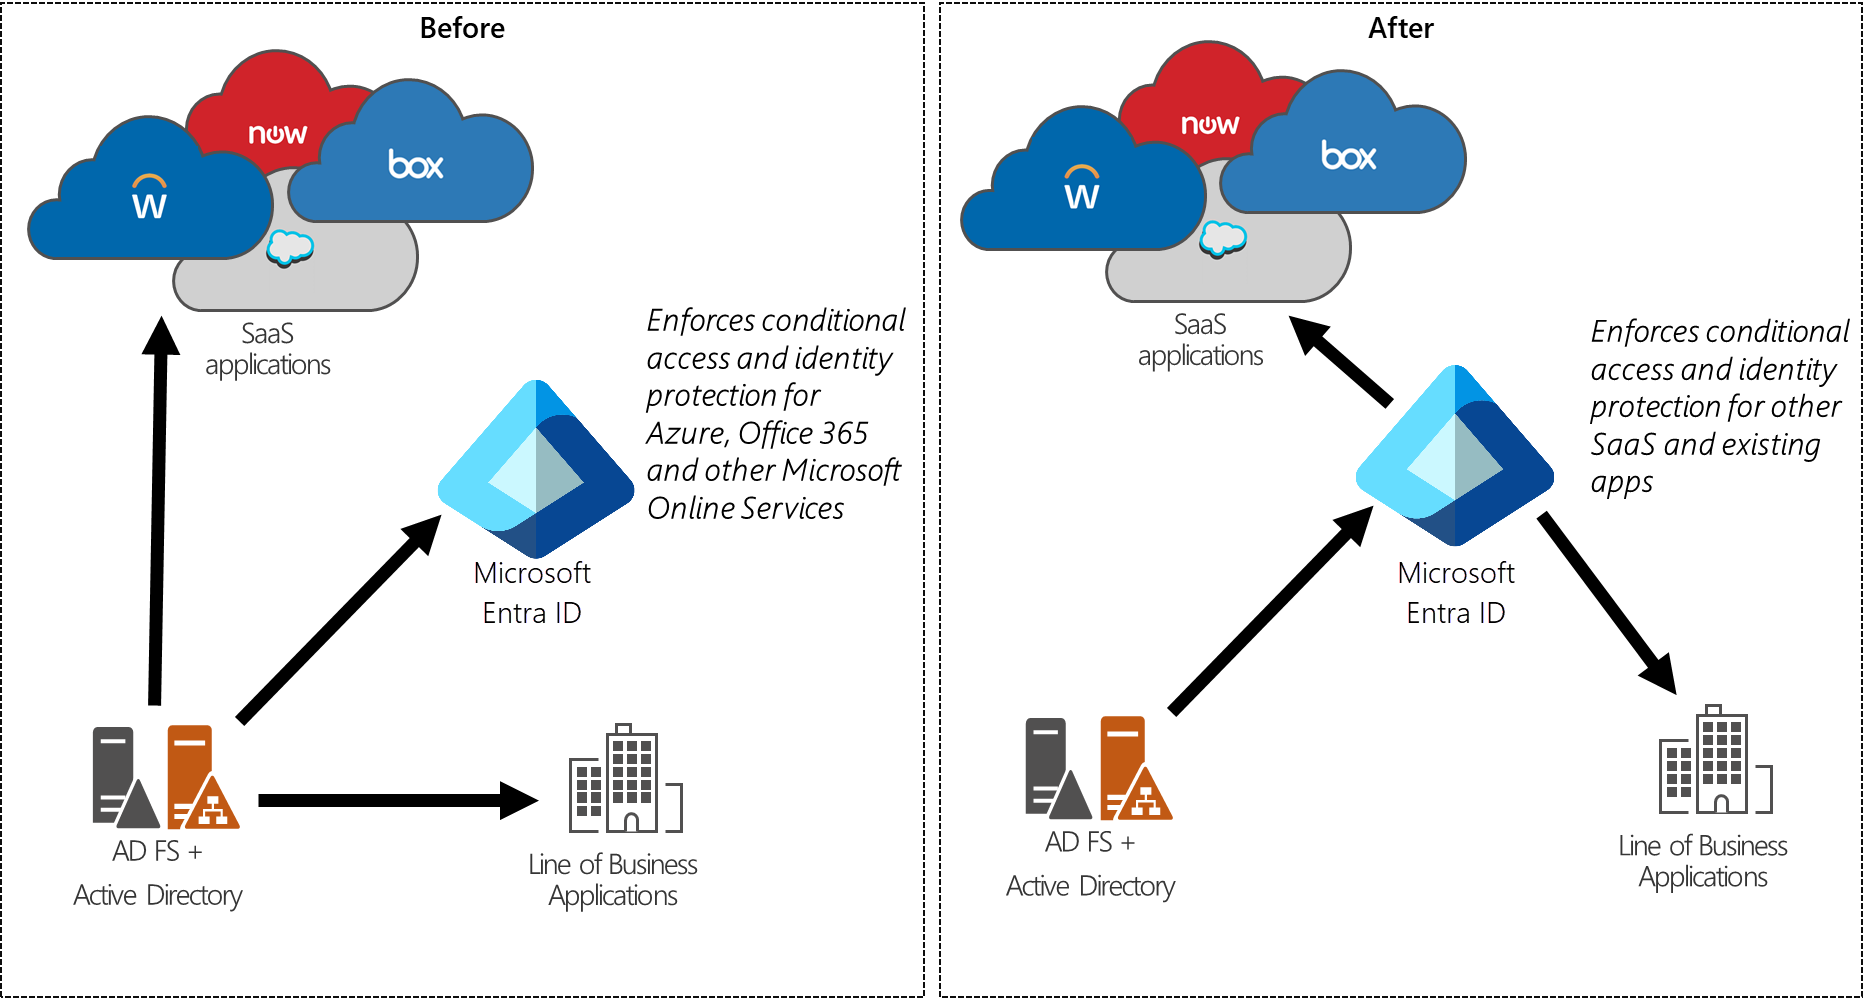 Before
now
box
W
SaaS
applications
Enforces conditional
access and identity
protection for
Azure, Office 365
and other Microsoft
Online Services
Microsoft
Entra ID
AD FS +
Active Directory
Line of Business
Applications
After
now
box
W
SaaS
applications
Enforces conditional
access and identity
protection for other
SaaS and existing
apps
Microsoft
Entra ID
AD FS +
Active Directory
Line of Business
Applications